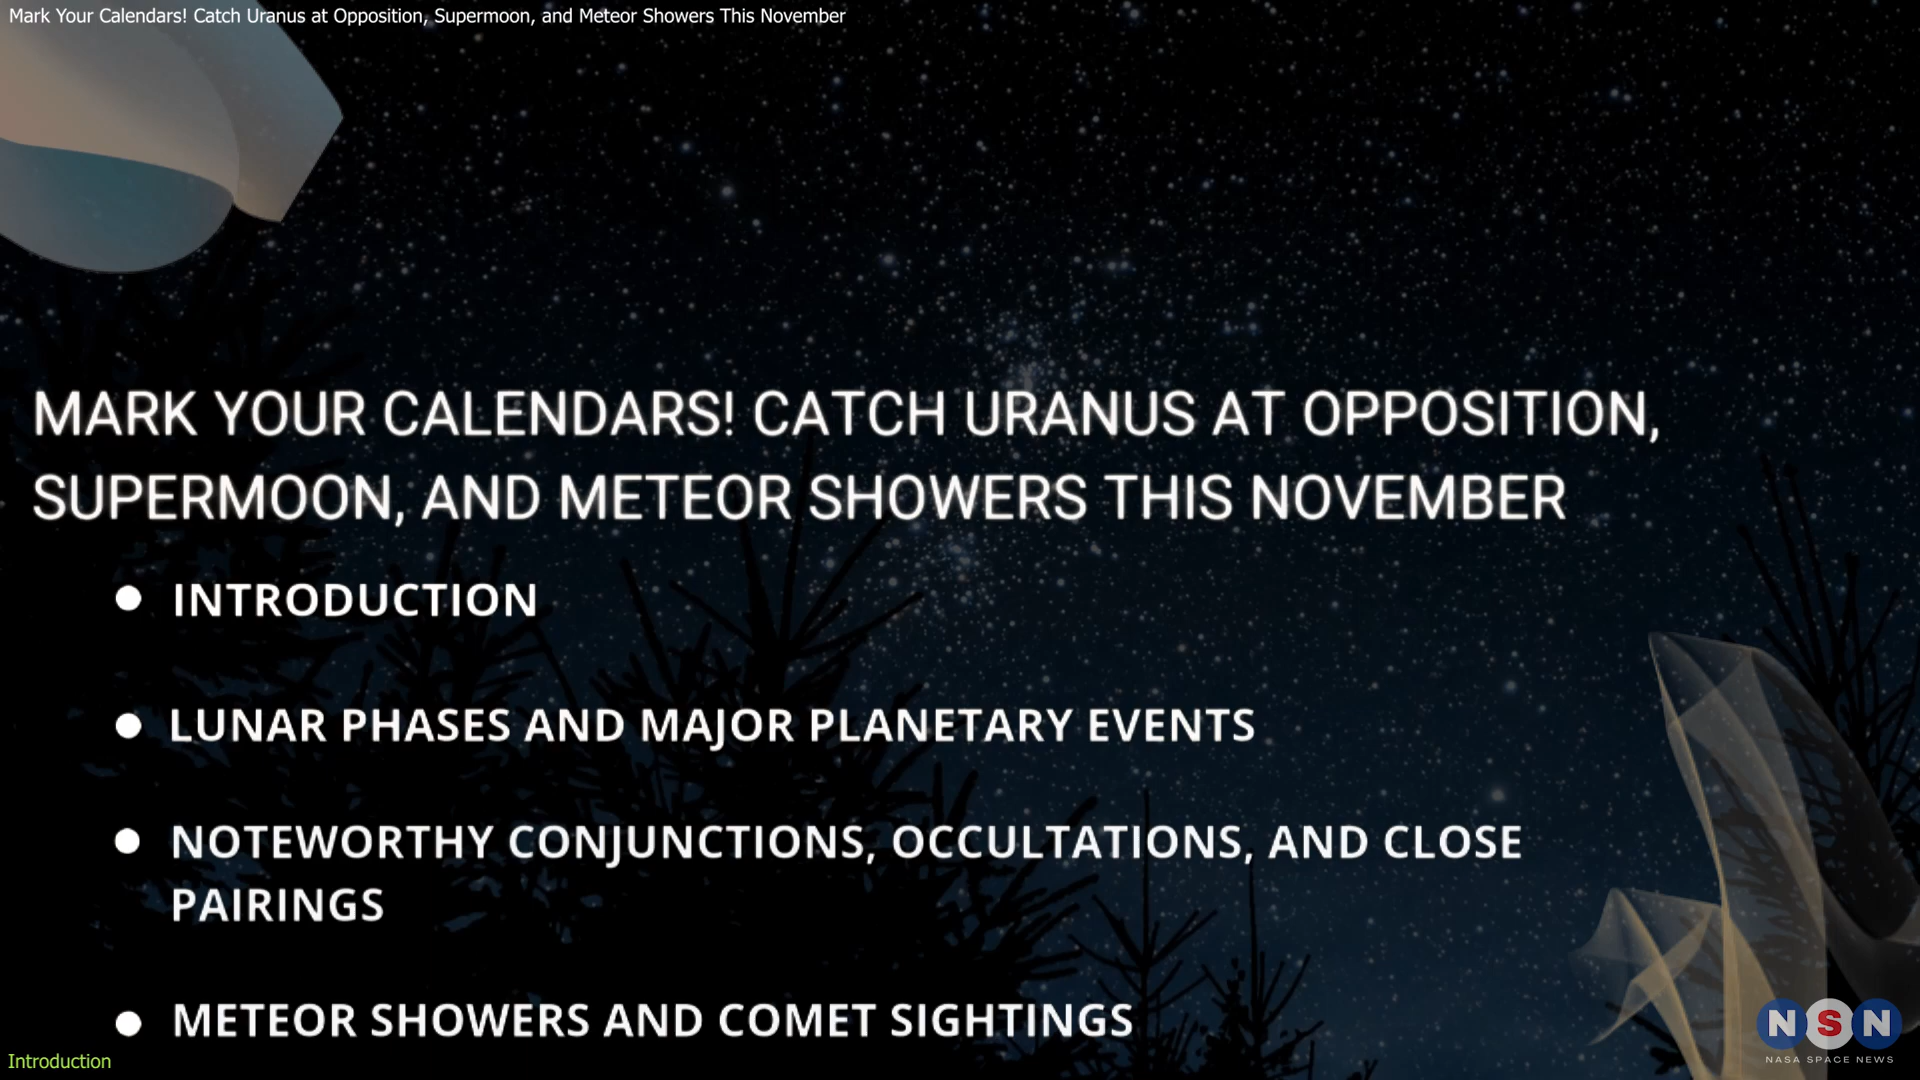 Mark Your Calendars! Catch Uranus at Opposition, Supermoon, and Meteor Showers This November
MARK YOUR CALENDARS! CATCH URANUS AT OPPOSITION,
SUPERMOON, AND METEOR SHOWERS THIS NOVEMBER
● INTRODUCTION
● LUNAR PHASES AND MAJOR PLANETARY EVENTS
● NOTEWORTHY CONJUNCTIONS, OCCULTATIONS, AND CLOSE
PAIRINGS
● METEOR SHOWERS AND COMET SIGHTINGS
NSN
NASA SPACE NEWS
Introduction